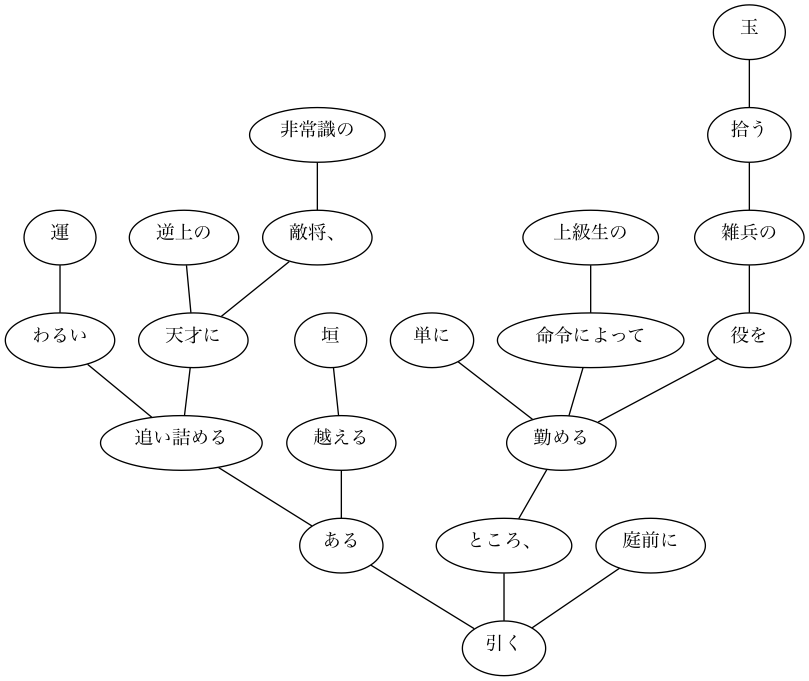 玉
非常識の
拾う
運
逆上の
敵将、
上級生の
雑兵の
わるい
天才に
垣
単に
命令によって
役を
追い詰める
越える
勤める
ある
ところ、
庭前に
引く